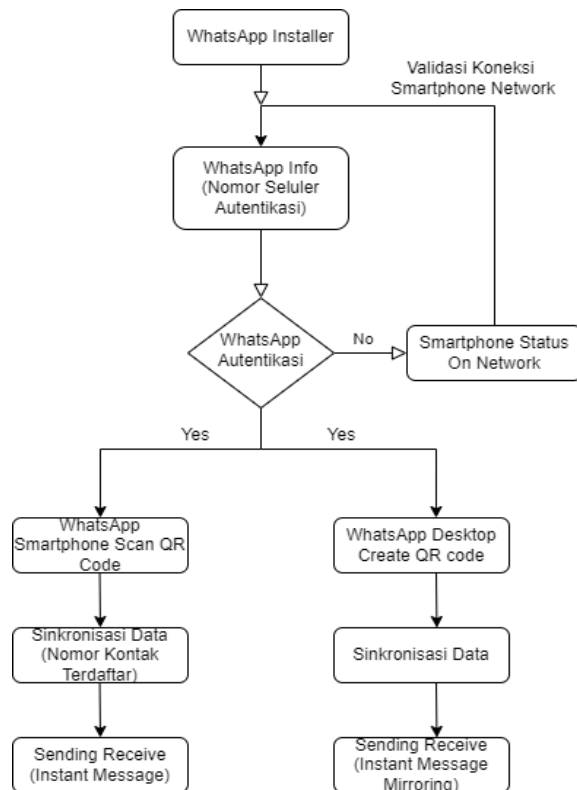 WhatsApp Installer
Validasi Koneksi
Smartphone Network
WhatsApp Info
(Nomor Seluler
Autentikasi)
WhatsApp
Autentikasi
No
Smartphone Status
On Network
Yes
Yes
WhatsApp
Smartphone Scan QR
Code
WhatsApp Desktop
Create QR code
Sinkronisasi Data
(Nomor Kontak
Terdaftar)
Sinkronisasi Data
Sending Receive
(Instant Message)
Sending Receive
(Instant Message
Mirroring)